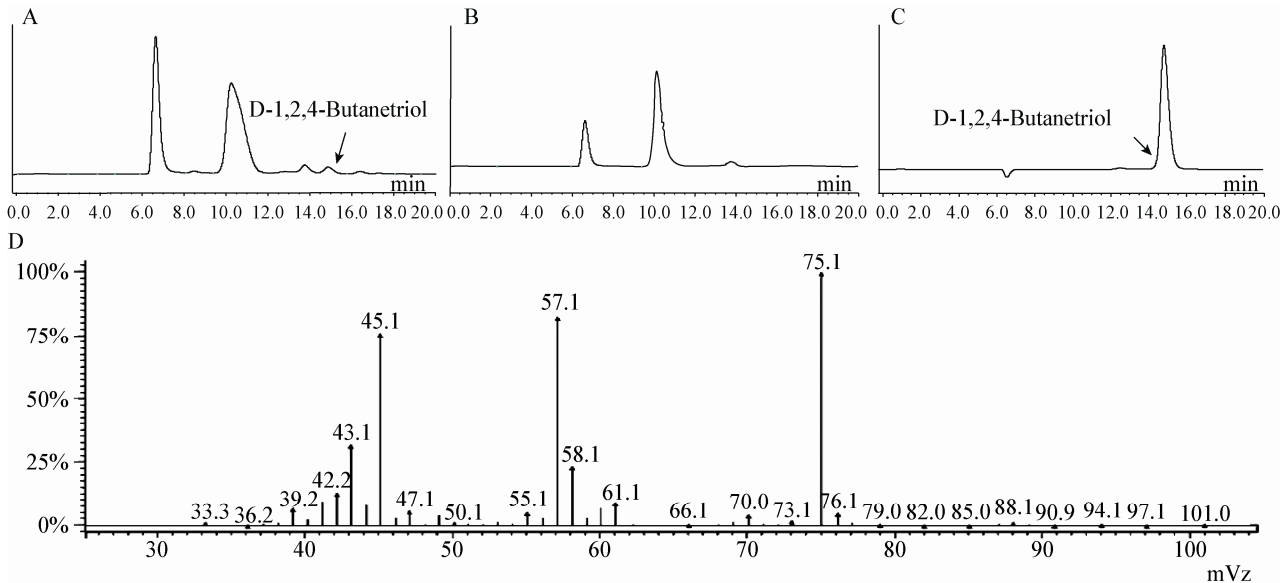 A
B
C
D-1,2,4-Butanetriol
D-1,2,4-Butanetriol
min
min
min
0.0 2.0 4.0 6.0 8.0 10.0 12.0 14.0 16.0 18.0 20.0
0.0 2.0 4.0 6.0 8.0 10.0 12.0 14.0 16.0 18.0 20.0
0.0 2.0 4.0 6.0 8.0 10.0 12.0 14.0 16.0 18.0 20.0
D
100%
75%
50%
25%
0%
33.3 36.2 39.2 42.2 43.1 45.1 47.1 50.1 55.1 57.1 58.1 61.1 66.1 70.0 73.1 75.1 76.1 79.0 82.0 85.0 88.1 90.9 94.1 97.1 101.0
30 40 50 60 70 80 90 100
mVz